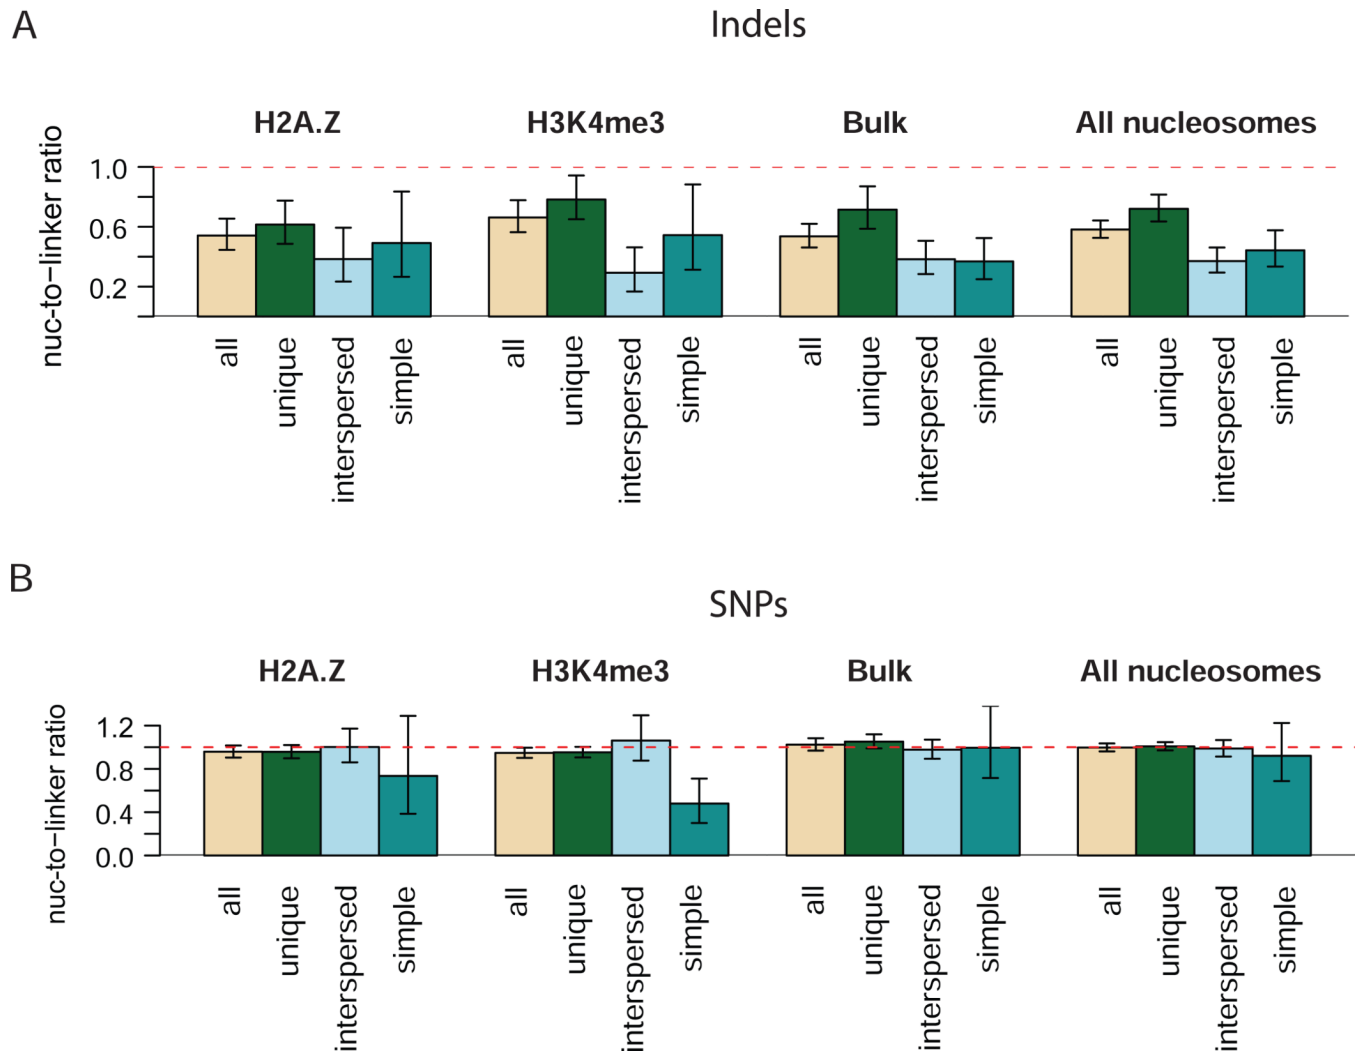 A
Indels
H2A.Z H3K4me3 Bulk All nucleosomes
nuc-to-linker ratio
1.0
0.6
0.2
all unique interspersed simple all unique interspersed simple all unique interspersed simple all unique interspersed simple
B
SNPs
H2A.Z H3K4me3 Bulk All nucleosomes
nuc-to-linker ratio
1.2
0.8
0.4
0.0
all unique interspersed simple all unique interspersed simple all unique interspersed simple all unique interspersed simple